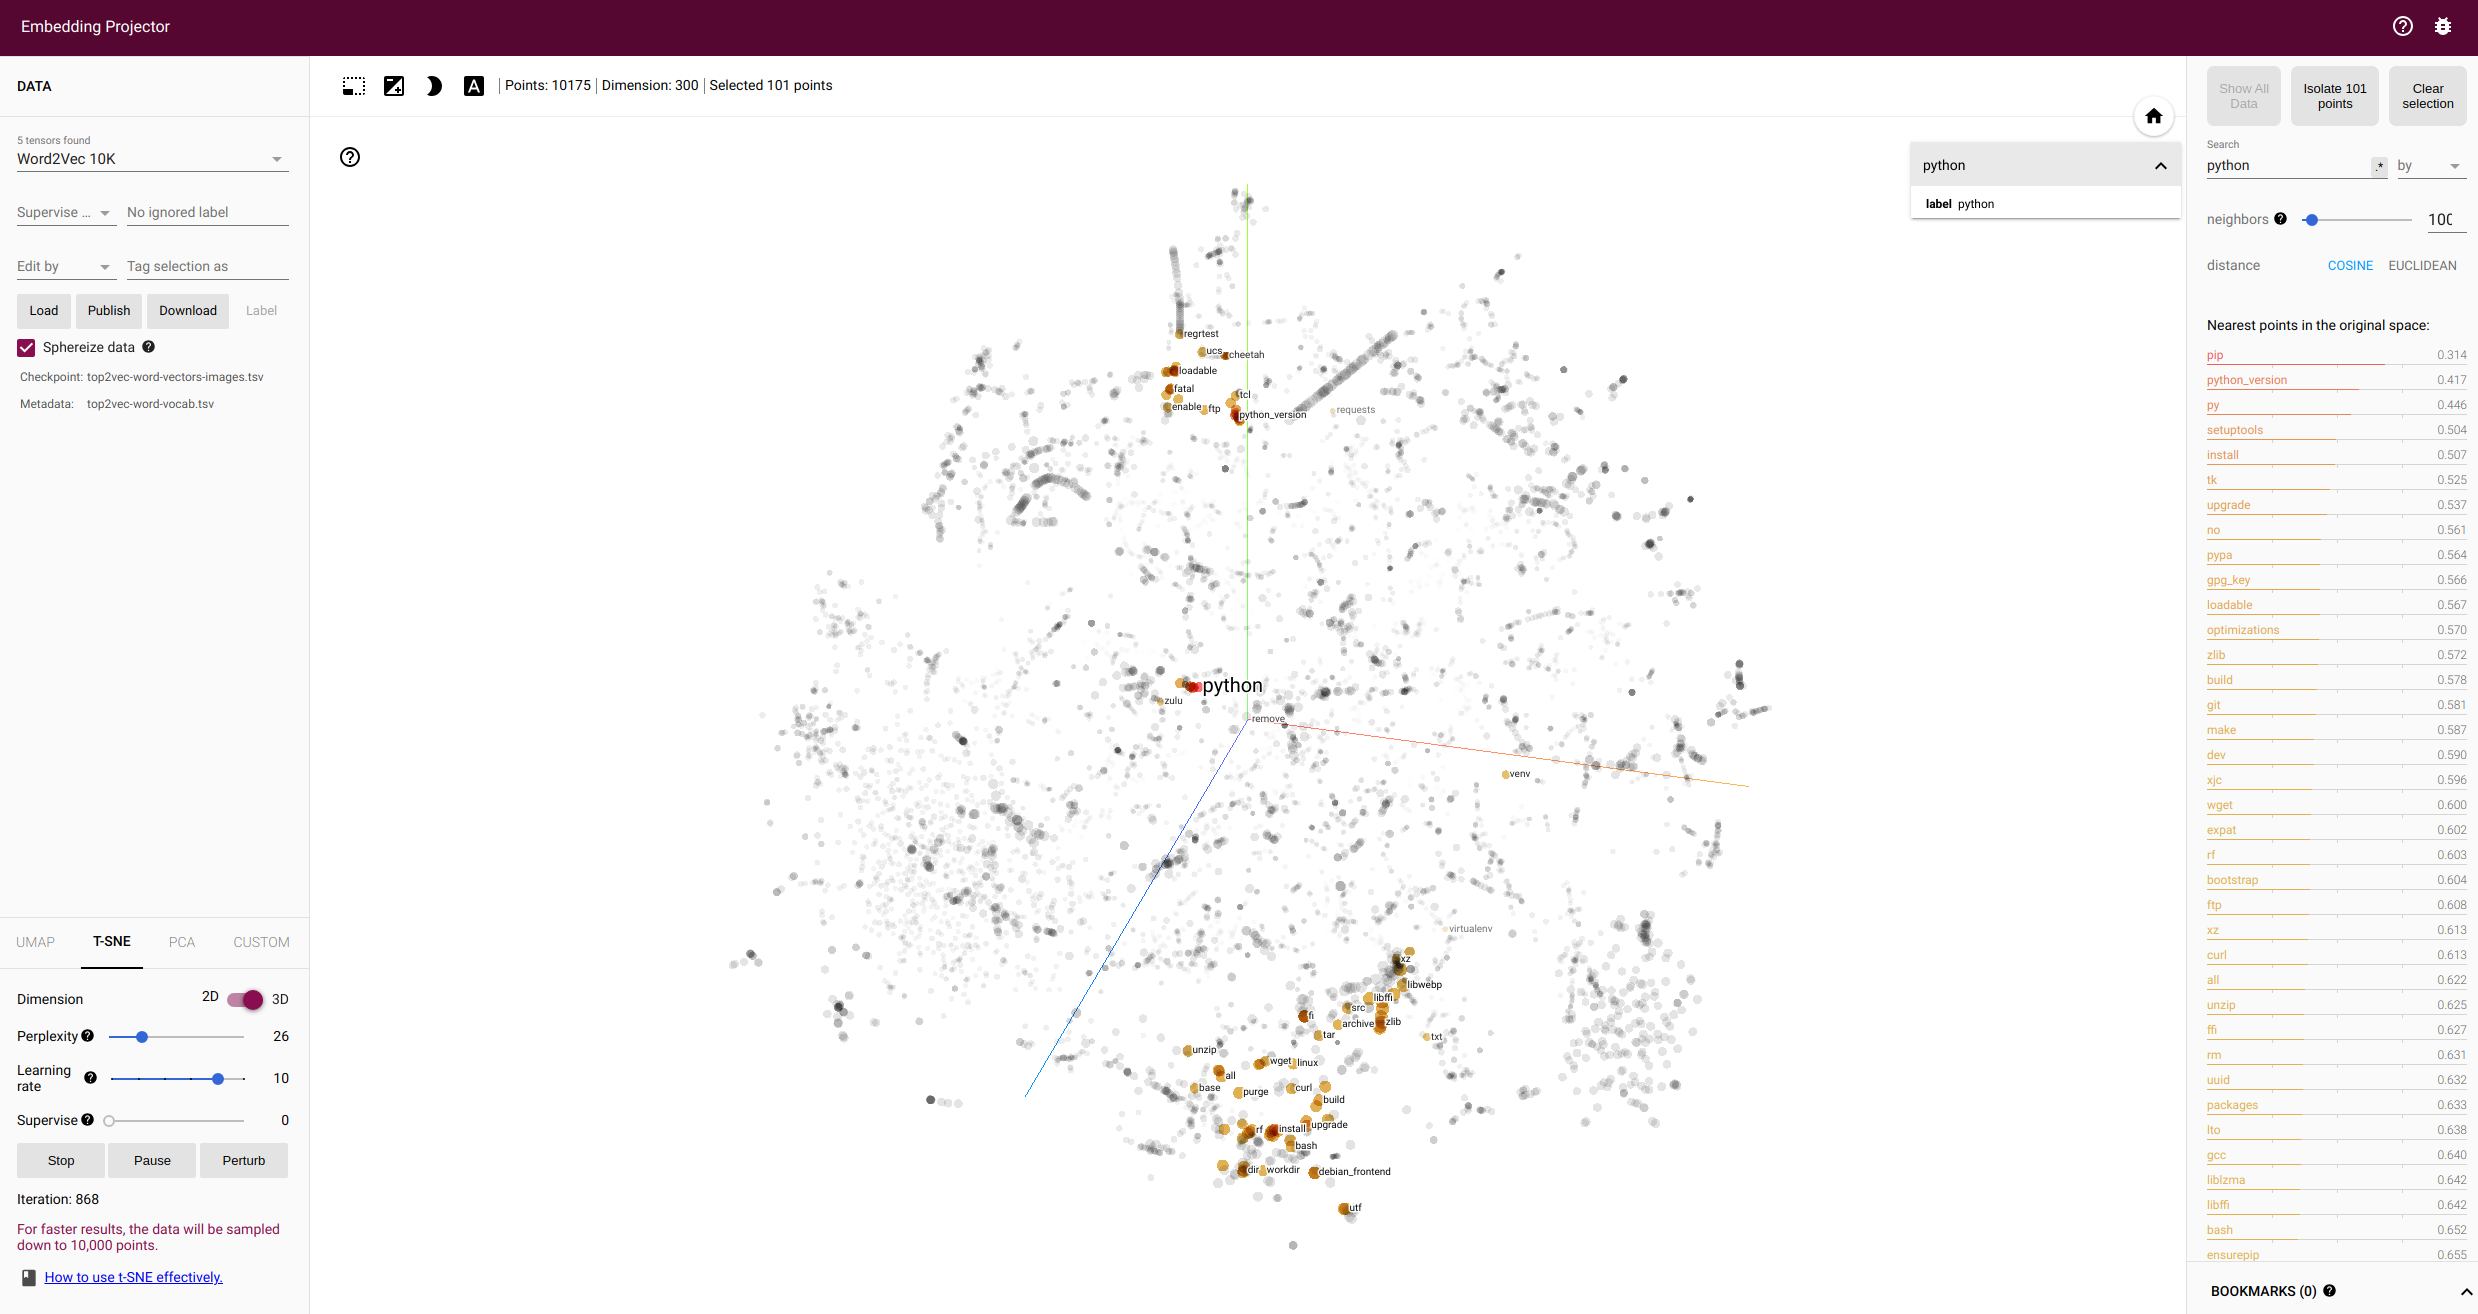 Embedding Projector
DATA
5 tensors found
Word2Vec 10K
Supervise ...
No ignored label
Edit by
Tag selection as
Load
Publish
Download
Label
Sphereize data
Checkpoint: top2vec-word-vectors-images.tsv
Metadata: top2vec-word-vocab.tsv
UMAP
T-SNE
PCA
CUSTOM
Dimension 2D 3D
Perplexity 26
Learning rate 10
Supervise 0
Stop
Pause
Perturb
Iteration: 868
For faster results, the data will be sampled
down to 10,000 points.
How to use t-SNE effectively.
A
Points: 10175 | Dimension: 300 | Selected 101 points
python
label python
regrtest
ucs
cheetah
loadable
fatal
tcl
enable
ftp
python_version
requests
python
zulu
remove
venv
virtualenv
xz
libwebp
libffi
src
fi
archive
zlib
tar
txt
unzip
wget
linux
all
base
purge
curl
build
rf
install
upgrade
bash
dir
workdir
debian_frontend
utf
Show All
Data
Isolate 101
points
Clear
selection
Search
python
.*
by
neighbors 100
distance COSINE EUCLIDEAN
Nearest points in the original space:
pip 0.314
python_version 0.417
py 0.446
setuptools 0.504
install 0.507
tk 0.525
upgrade 0.537
no 0.561
pypa 0.564
gpg_key 0.566
loadable 0.567
optimizations 0.570
zlib 0.572
build 0.578
git 0.581
make 0.587
dev 0.590
xjc 0.596
wget 0.600
expat 0.602
rf 0.603
bootstrap 0.604
ftp 0.608
xz 0.613
curl 0.613
all 0.622
unzip 0.625
ffi 0.627
rm 0.631
uuid 0.632
packages 0.633
lto 0.638
gcc 0.640
liblzma 0.642
libffi 0.642
bash 0.652
ensurepip 0.655
BOOKMARKS (0)